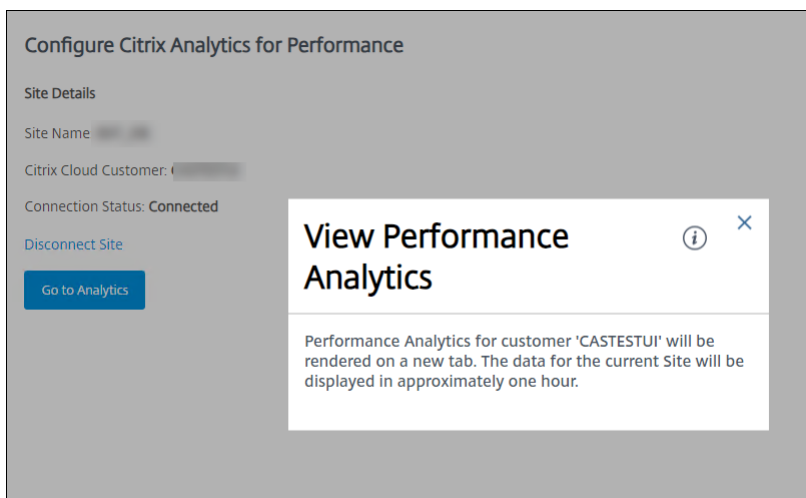 Configure Citrix Analytics for Performance
Site Details
Site Name
Citrix Cloud Customer:
Connection Status: Connected
Disconnect Site
Go to Analytics
View Performance
Analytics
Performance Analytics for customer 'CASTESTUI' will be
rendered on a new tab. The data for the current Site will be
displayed in approximately one hour.